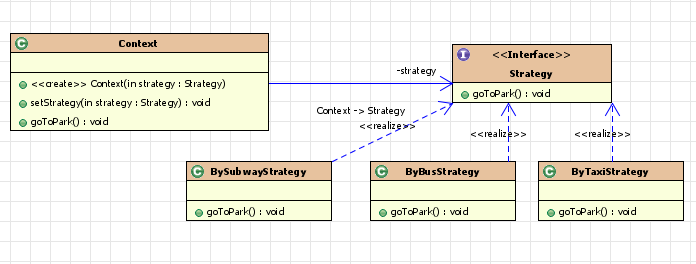 Context
<<create>> Context(in strategy : Strategy)
setStrategy(in strategy : Strategy) : void
goToPark() : void
<<Interface>>
Strategy
goToPark() : void
-strategy
Context -> Strategy
<<realize>>
<<realize>>
<<realize>>
BySubwayStrategy
goToPark() : void
ByBusStrategy
goToPark() : void
ByTaxiStrategy
goToPark() : void